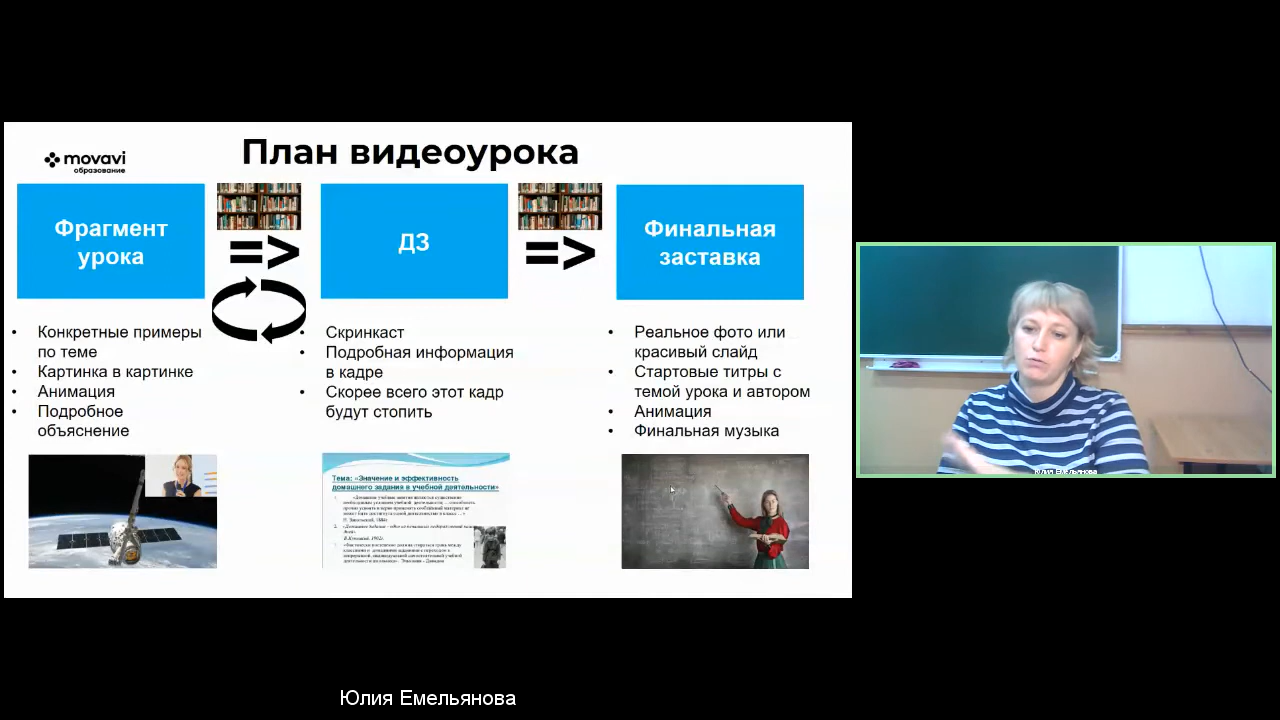 План видеоурока
movavi
образование
Фрагмент
урока
=>
ДЗ
=>
Финальная
заставка
• Конкретные примеры
по теме
• Картинка в картинке
• Анимация
• Подробное
объяснение
• Скринкаст
• Подробная информация
в кадре
• Скорее всего этот кадр
будут стопить
• Реальное фото или
красивый слайд
• Стартовые титры с
темой урока и автором
• Анимация
• Финальная музыка
Тема: «Значение и эффективность
домашнего задания в учебной деятельности»
Юлия Емельянова
Юлия Емельянова